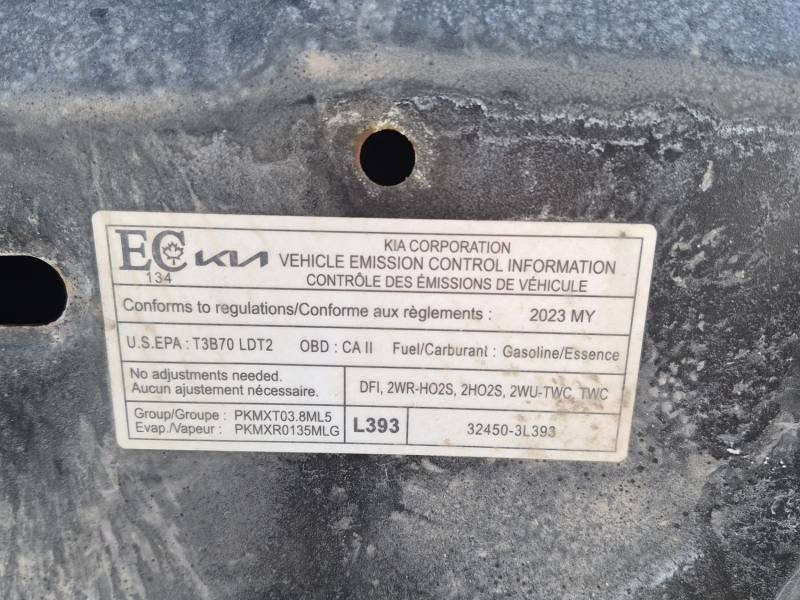 EC KIA
134
KIA CORPORATION
VEHICLE EMISSION CONTROL INFORMATION
CONTRÔLE DES ÉMISSIONS DE VÉHICULE
Conforms to regulations/Conforme aux règlements : 2023 MY
U.S.EPA : T3B70 LDT2 OBD : CA II Fuel/Carburant : Gasoline/Essence
No adjustments needed.
Aucun ajustement nécessaire.
DFI, 2WR-HO2S, 2HO2S, 2WU-TWC, TWC
Group/Groupe : PKMXT03.8ML5
Evap./Vapeur : PKMXR0135MLG
L393
32450-3L393